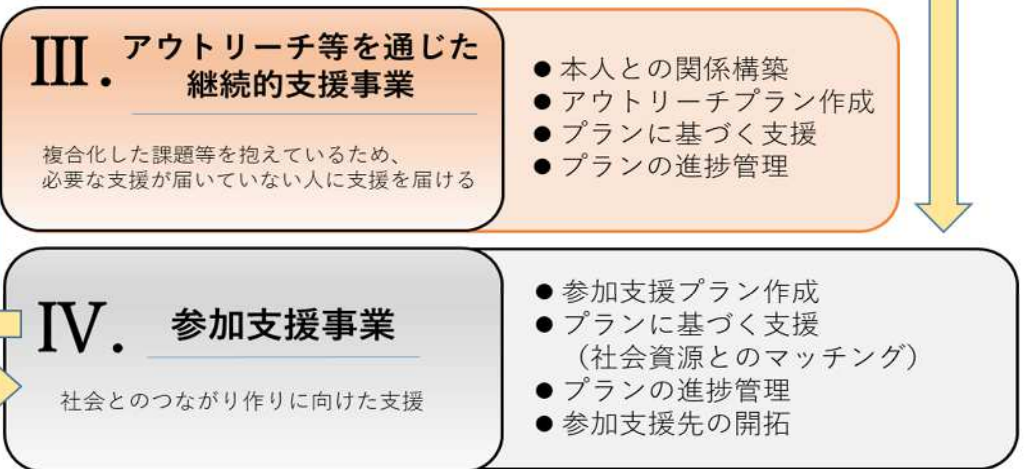 Ⅲ. アウトリーチ等を通じた
継続的支援事業
複合化した課題等を抱えているため、
必要な支援が届いていない人に支援を届ける
● 本人との関係構築
● アウトリーチプラン作成
● プランに基づく支援
● プランの進捗管理
Ⅳ. 参加支援事業
社会とのつながり作りに向けた支援
● 参加支援プラン作成
● プランに基づく支援
（社会資源とのマッチング）
● プランの進捗管理
● 参加支援先の開拓